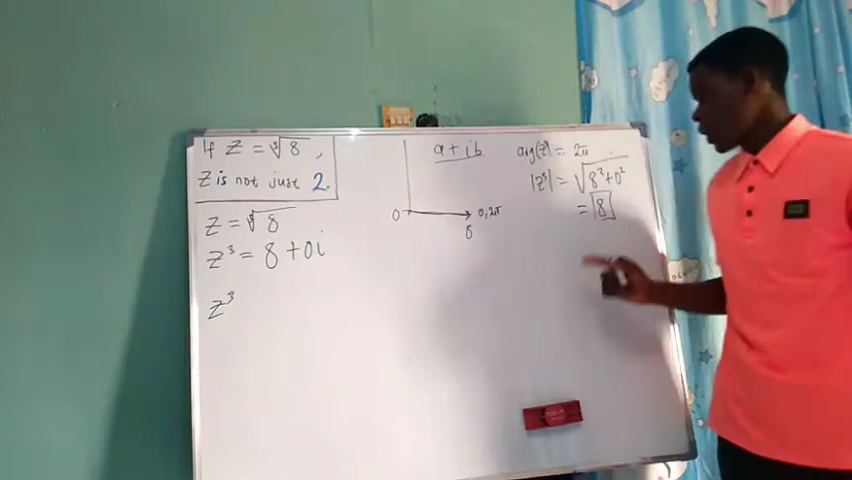 If z = ∛8 ,
z is not just 2.
z = ∛8
z³ = 8 + 0i
z³
a + ib
0
0, 2π
8
arg(z³) = 2π
|z³| = √8² + 0²
= 8